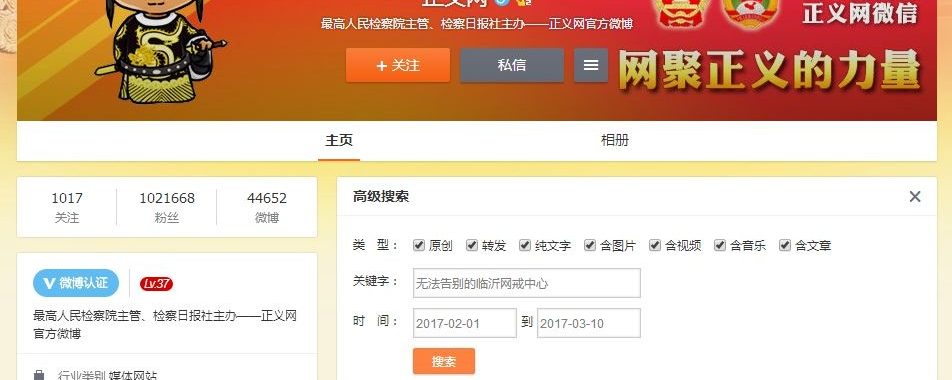 正义网
最高人民检察院主管、检察日报社主办——正义网官方微博
正义网微信
网聚正义的力量
+ 关注
私信
主页
相册
1017
1021668
44652
关注
粉丝
微博
高级搜索
类 型： 原创 转发 纯文字 含图片 含视频 含音乐 含文章
关键字： 无法告别的临沂网戒中心
时 间： 2017-02-01 到 2017-03-10
搜索
微博认证
Lv.37
最高人民检察院主管、检察日报社主办——正义网
官方微博
行业类别 媒体网站